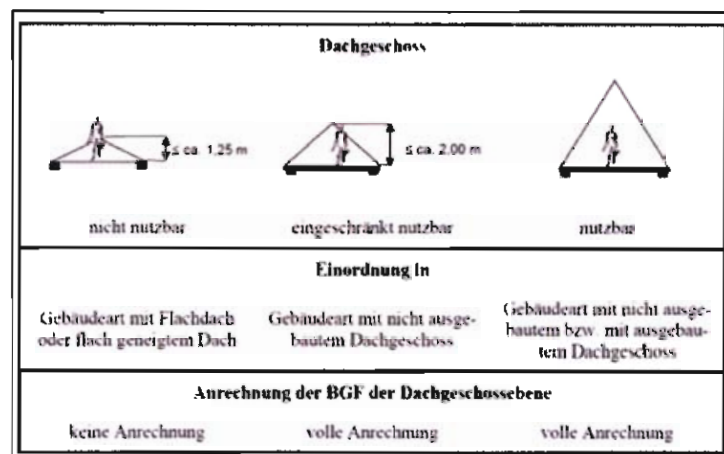 Dachgeschoss
≤ ca. 1,25 m
≤ ca. 2,00 m
nicht nutzbar
eingeschränkt nutzbar
nutzbar
Einordnung in
Gebäudeart mit Flachdach
oder flach geneigtem Dach
Gebäudeart mit nicht ausge-
bautem Dachgeschoss
Gebäudeart mit nicht ausge-
bautem bzw. mit ausgebau-
tem Dachgeschoss
Anrechnung der BGF der Dachgeschossebene
keine Anrechnung
volle Anrechnung
volle Anrechnung